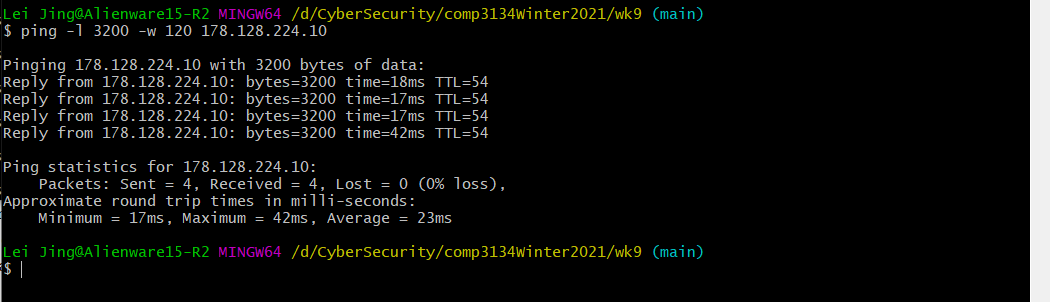 Lei Jing@Alienware15-R2 MINGW64 /d/CyberSecurity/comp3134Winter2021/wk9 (main)
$ ping -l 3200 -w 120 178.128.224.10
Pinging 178.128.224.10 with 3200 bytes of data:
Reply from 178.128.224.10: bytes=3200 time=18ms TTL=54
Reply from 178.128.224.10: bytes=3200 time=17ms TTL=54
Reply from 178.128.224.10: bytes=3200 time=17ms TTL=54
Reply from 178.128.224.10: bytes=3200 time=42ms TTL=54
Ping statistics for 178.128.224.10:
    Packets: Sent = 4, Received = 4, Lost = 0 (0% loss),
Approximate round trip times in milli-seconds:
    Minimum = 17ms, Maximum = 42ms, Average = 23ms
Lei Jing@Alienware15-R2 MINGW64 /d/CyberSecurity/comp3134Winter2021/wk9 (main)
$